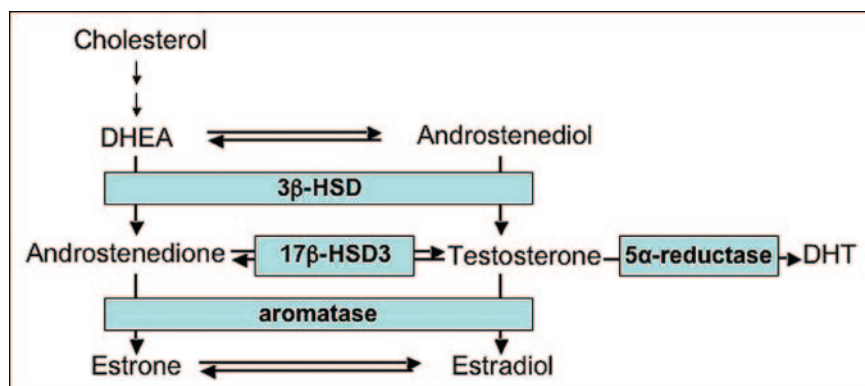 Cholesterol
DHEA Androstenediol
3β-HSD
Androstenedione 17β-HSD3 Testosterone 5α-reductase DHT
aromatase
Estrone Estradiol